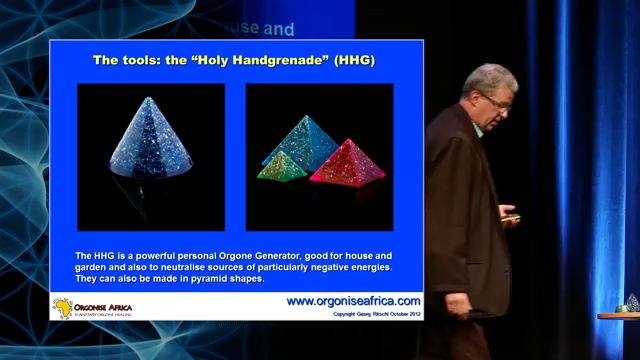 use and
The tools: the “Holy Handgrenade” (HHG)
The HHG is a powerful personal Orgone Generator, good for house and
garden and also to neutralise sources of particularly negative energies.
They can also be made in pyramid shapes.
ORGONISE AFRICA
PLANETARY ORGONE HEALING
www.orgoniseafrica.com
Copyright Georg Ritschl October 2012